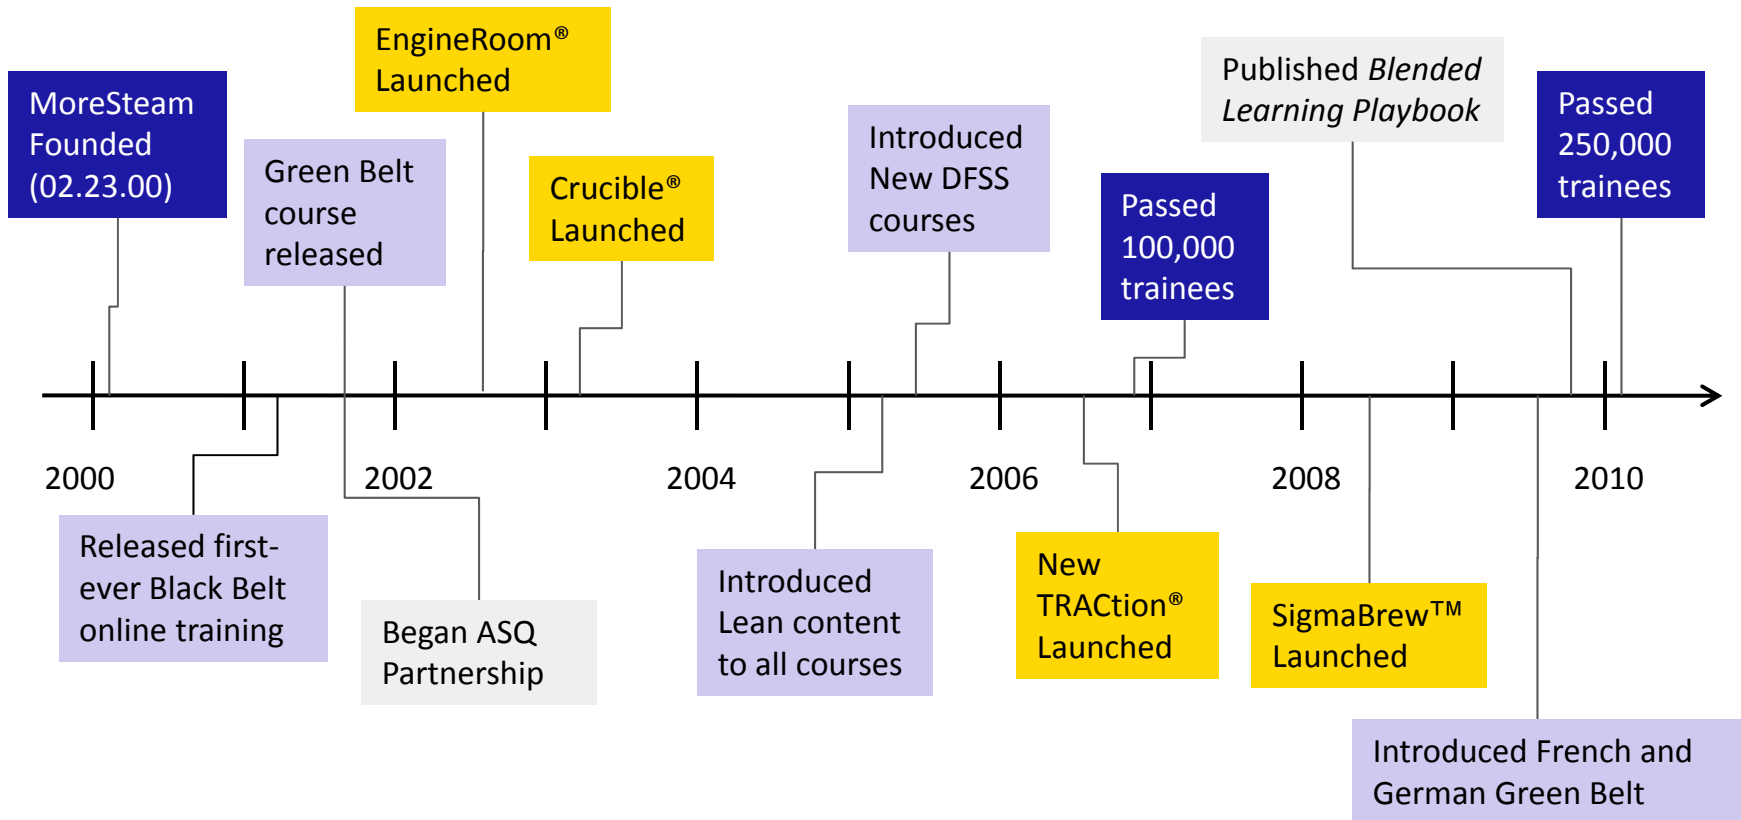 EngineRoom®
Launched
MoreSteam
Founded
(02.23.00)
Green Belt
course
released
Crucible®
Launched
Introduced
New DFSS
courses
Passed
100,000
trainees
Published Blended
Learning Playbook
Passed
250,000
trainees
2000
2002
2004
2006
2008
2010
Released first-
ever Black Belt
online training
Began ASQ
Partnership
Introduced
Lean content
to all courses
New
TRACtion®
Launched
SigmaBrew™
Launched
Introduced French and
German Green Belt